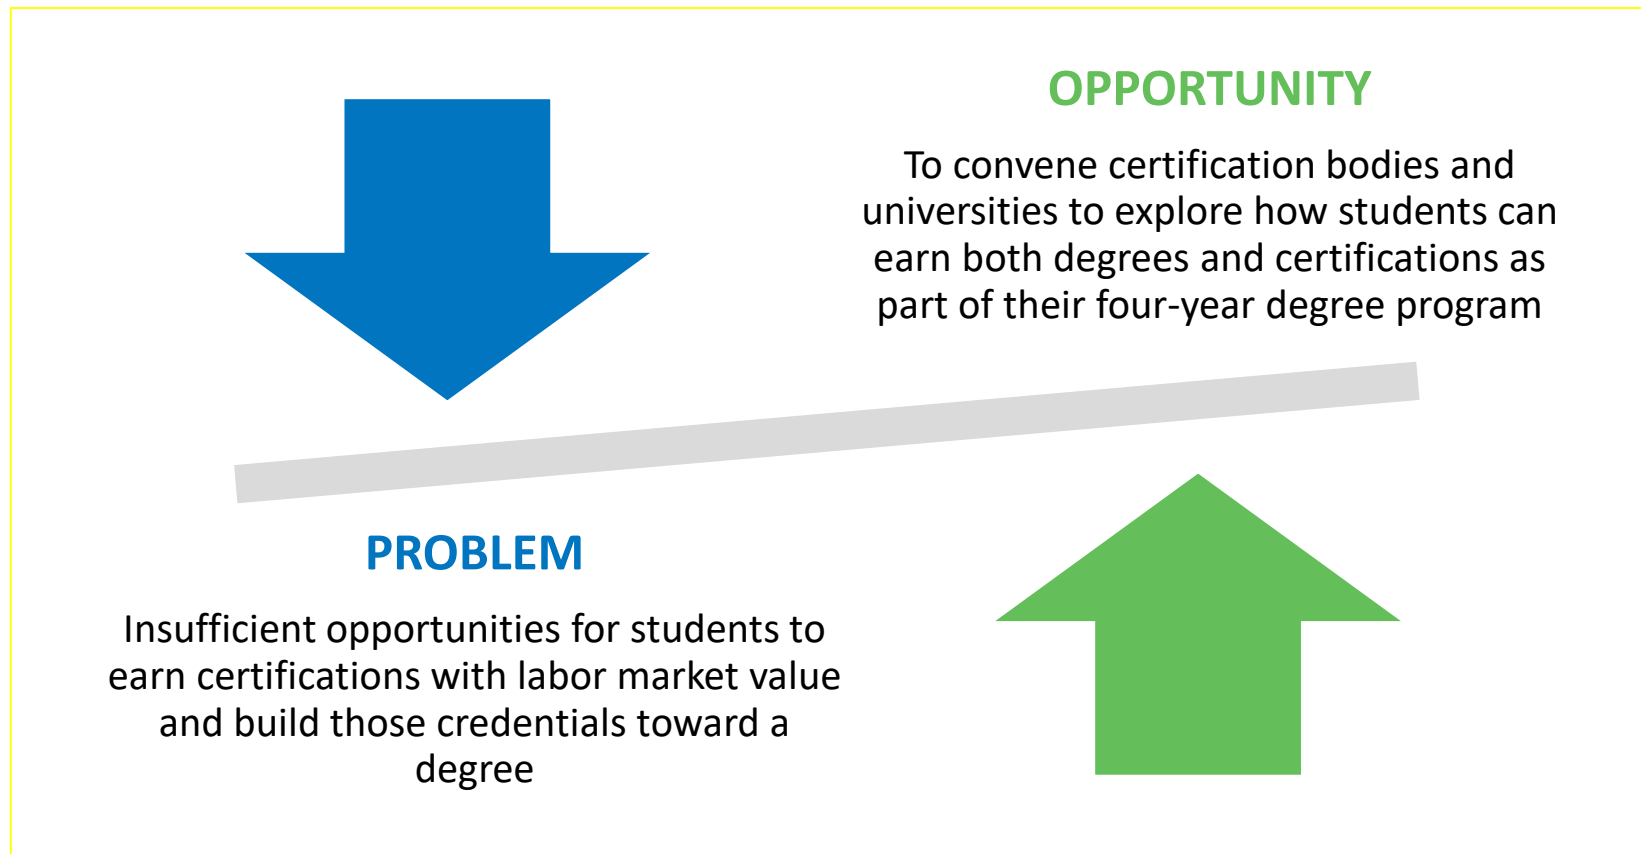 OPPORTUNITY
To convene certification bodies and
universities to explore how students can
earn both degrees and certifications as
part of their four-year degree program
PROBLEM
Insufficient opportunities for students to
earn certifications with labor market value
and build those credentials toward a
degree